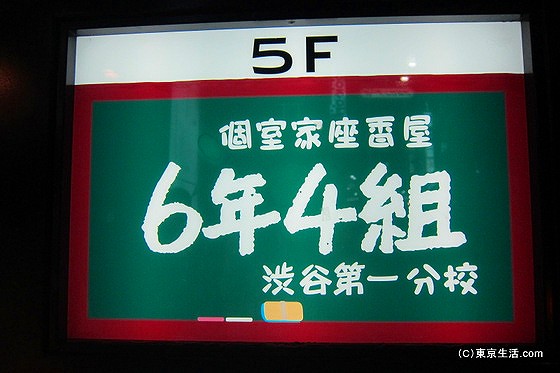 5F
個室家座番屋
6年4組
渋谷第一分校
(C)東京生活.com